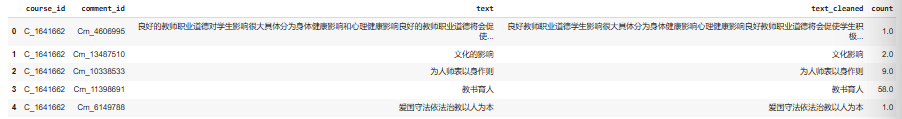 course_id comment_id text text_cleaned count
0 C_1641662 Cm_4606995 良好的教师职业道德对学生影响很大具体分为身体健康影响和心理健康影响良好的教师职业道德将会促使... 良好教师职业道德学生影响很大具体分为身体健康影响心理健康影响良好教师职业道德将会促使学生积极... 1.0
1 C_1641662 Cm_13487510 文化的影响 文化影响 2.0
2 C_1641662 Cm_10338533 为人师表以身作则 为人师表以身作则 9.0
3 C_1641662 Cm_11398691 教书育人 教书育人 58.0
4 C_1641662 Cm_6149788 爱国守法依法治教以人为本 爱国守法依法治教以人为本 1.0